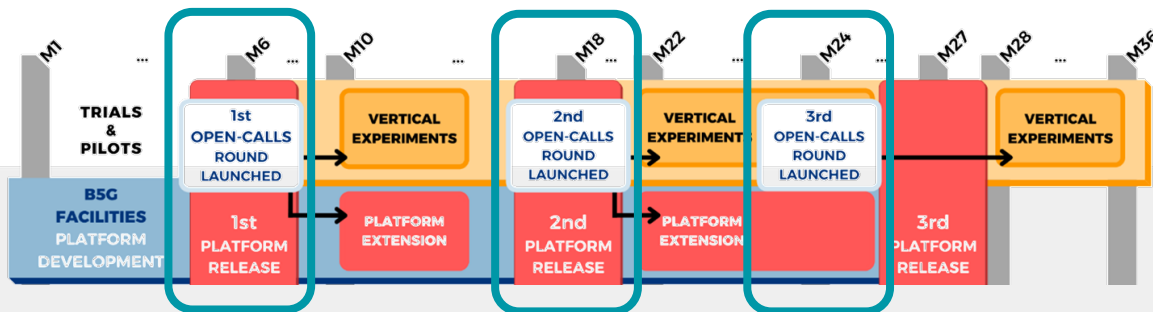 M1
...
M6
...
M10
...
M18
...
M22
...
M24
...
M27
M28
...
M36
TRIALS
&
PILOTS
1st
OPEN-CALLS
ROUND
LAUNCHED
VERTICAL
EXPERIMENTS
2nd
OPEN-CALLS
ROUND
LAUNCHED
VERTICAL
EXPERIMENTS
3rd
OPEN-CALLS
ROUND
LAUNCHED
VERTICAL
EXPERIMENTS
B5G
FACILITIES
PLATFORM
DEVELOPMENT
1st
PLATFORM
RELEASE
PLATFORM
EXTENSION
2nd
PLATFORM
RELEASE
PLATFORM
EXTENSION
3rd
PLATFORM
RELEASE